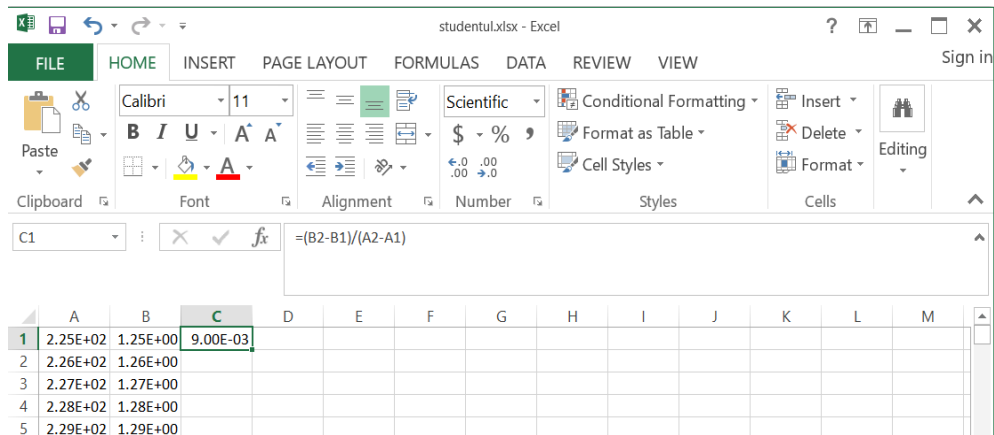 studentul.xlsx - Excel
?
FILE HOME INSERT PAGE LAYOUT FORMULAS DATA REVIEW VIEW Sign in
Paste
Clipboard
Calibri 11
B I U A A
A
Font
Alignment
Scientific
$ % ,
←.0 .00
.00 →.0
Number
Conditional Formatting
Format as Table
Cell Styles
Styles
Insert
Delete
Format
Cells
Editing
C1 fx =(B2-B1)/(A2-A1)
A B C D E F G H I J K L M
1 2.25E+02 1.25E+00 9.00E-03
2 2.26E+02 1.26E+00
3 2.27E+02 1.27E+00
4 2.28E+02 1.28E+00
5 2.29E+02 1.29E+00